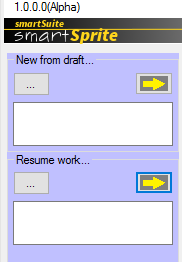 1.0.0.0(Alpha)
smartSuite
smartSprite
New from draft...
...
Resume work...
...